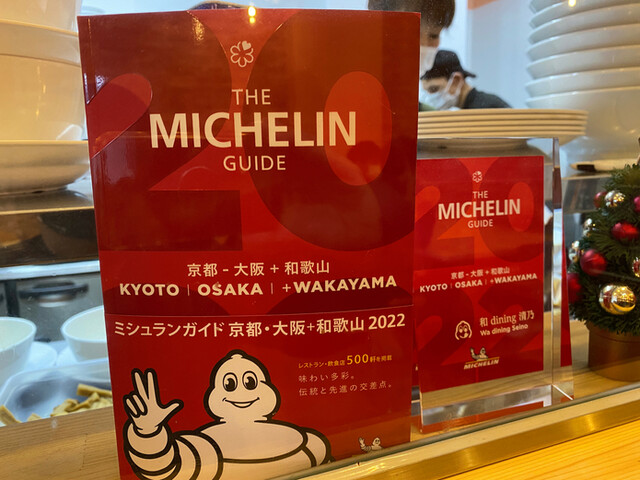 THE
MICHELIN
GUIDE
京都 - 大阪 + 和歌山
KYOTO | OSAKA | +WAKAYAMA
ミシュランガイド 京都・大阪+和歌山 2022
レストラン・飲食店 500軒を掲載
味わい多彩。
伝統と先進の交差点。
THE
MICHELIN
GUIDE
京都 - 大阪 + 和歌山
KYOTO | OSAKA | +WAKAYAMA
和 dining 清乃
Wa dining Seino
MICHELIN